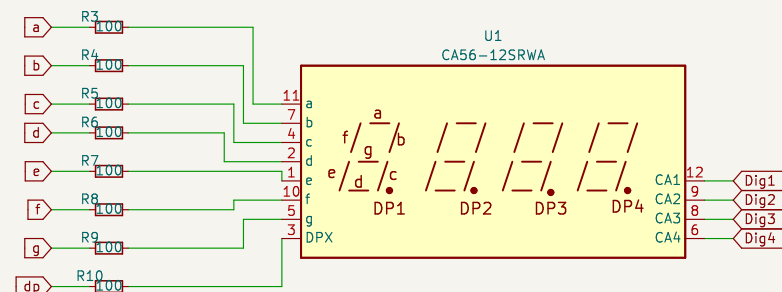 U1
CA56-12SRWA
a R3 100
b R4 100
c R5 100
d R6 100
e R7 100
f R8 100
g R9 100
dp R10 100
11 a
7 b
4 c
2 d
1 e
10 f
5 g
3 DPX
a
f b
g
e c
d
DP1 DP2 DP3 DP4
CA1 12 Dig1
CA2 9 Dig2
CA3 8 Dig3
CA4 6 Dig4